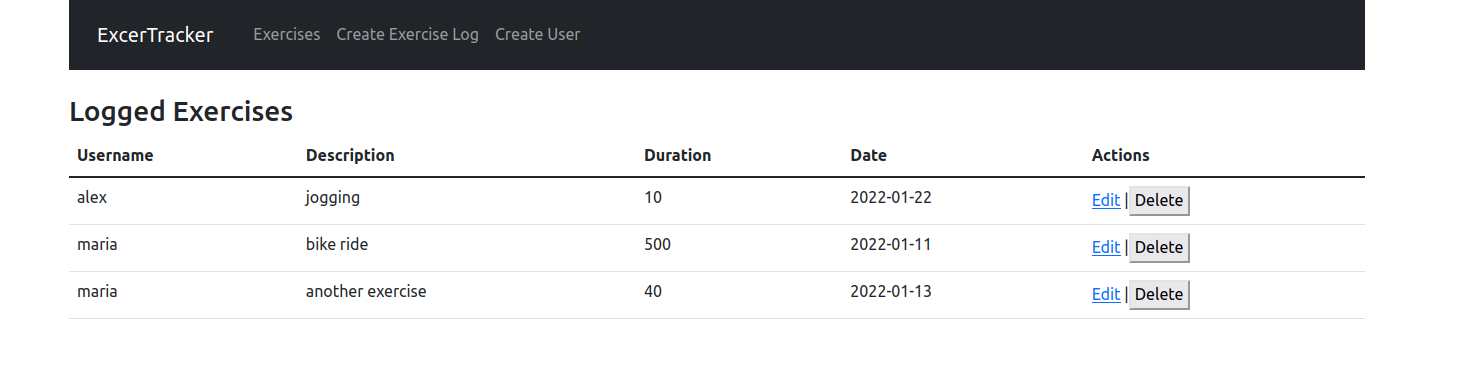 ExcerTracker Exercises Create Exercise Log Create User
Logged Exercises
Username Description Duration Date Actions
alex jogging 10 2022-01-22 Edit | Delete
maria bike ride 500 2022-01-11 Edit | Delete
maria another exercise 40 2022-01-13 Edit | Delete